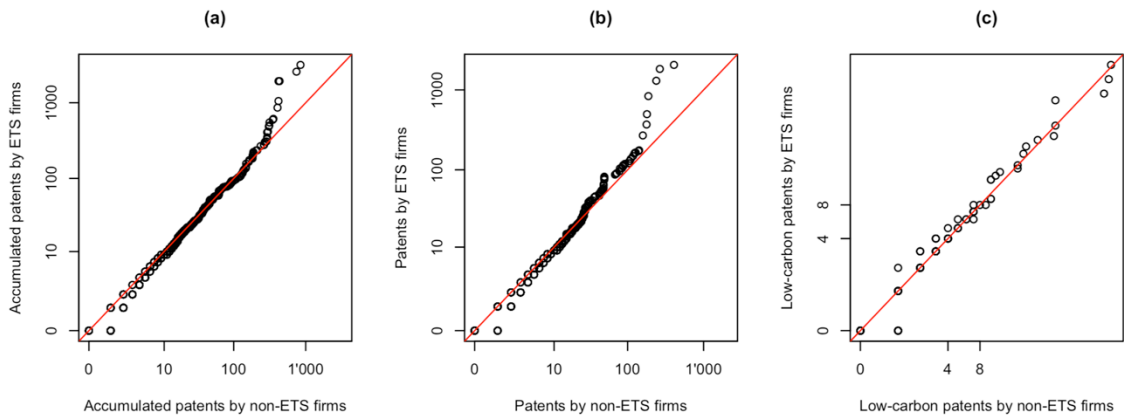 (a)
Accumulated patents by ETS firms
1'000
100
10
0
0
10
100
1'000
Accumulated patents by non-ETS firms
(b)
Patents by ETS firms
1'000
100
10
0
0
10
100
1'000
Patents by non-ETS firms
(c)
Low-carbon patents by ETS firms
8
4
0
0
4
8
Low-carbon patents by non-ETS firms